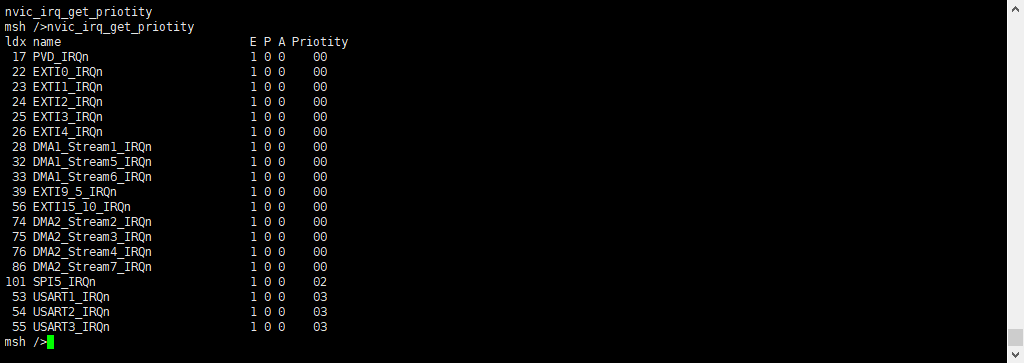 nvic_irq_get_priotity
msh />nvic_irq_get_priotity
ldx name                           E P A Priotity
 17 PVD_IRQn                       1 0 0    00
 22 EXTI0_IRQn                     1 0 0    00
 23 EXTI1_IRQn                     1 0 0    00
 24 EXTI2_IRQn                     1 0 0    00
 25 EXTI3_IRQn                     1 0 0    00
 26 EXTI4_IRQn                     1 0 0    00
 28 DMA1_Stream1_IRQn              1 0 0    00
 32 DMA1_Stream5_IRQn              1 0 0    00
 33 DMA1_Stream6_IRQn              1 0 0    00
 39 EXTI9_5_IRQn                   1 0 0    00
 56 EXTI15_10_IRQn                 1 0 0    00
 74 DMA2_Stream2_IRQn              1 0 0    00
 75 DMA2_Stream3_IRQn              1 0 0    00
 76 DMA2_Stream4_IRQn              1 0 0    00
 86 DMA2_Stream7_IRQn              1 0 0    00
101 SPI5_IRQn                      1 0 0    02
 53 USART1_IRQn                    1 0 0    03
 54 USART2_IRQn                    1 0 0    03
 55 USART3_IRQn                    1 0 0    03
msh />